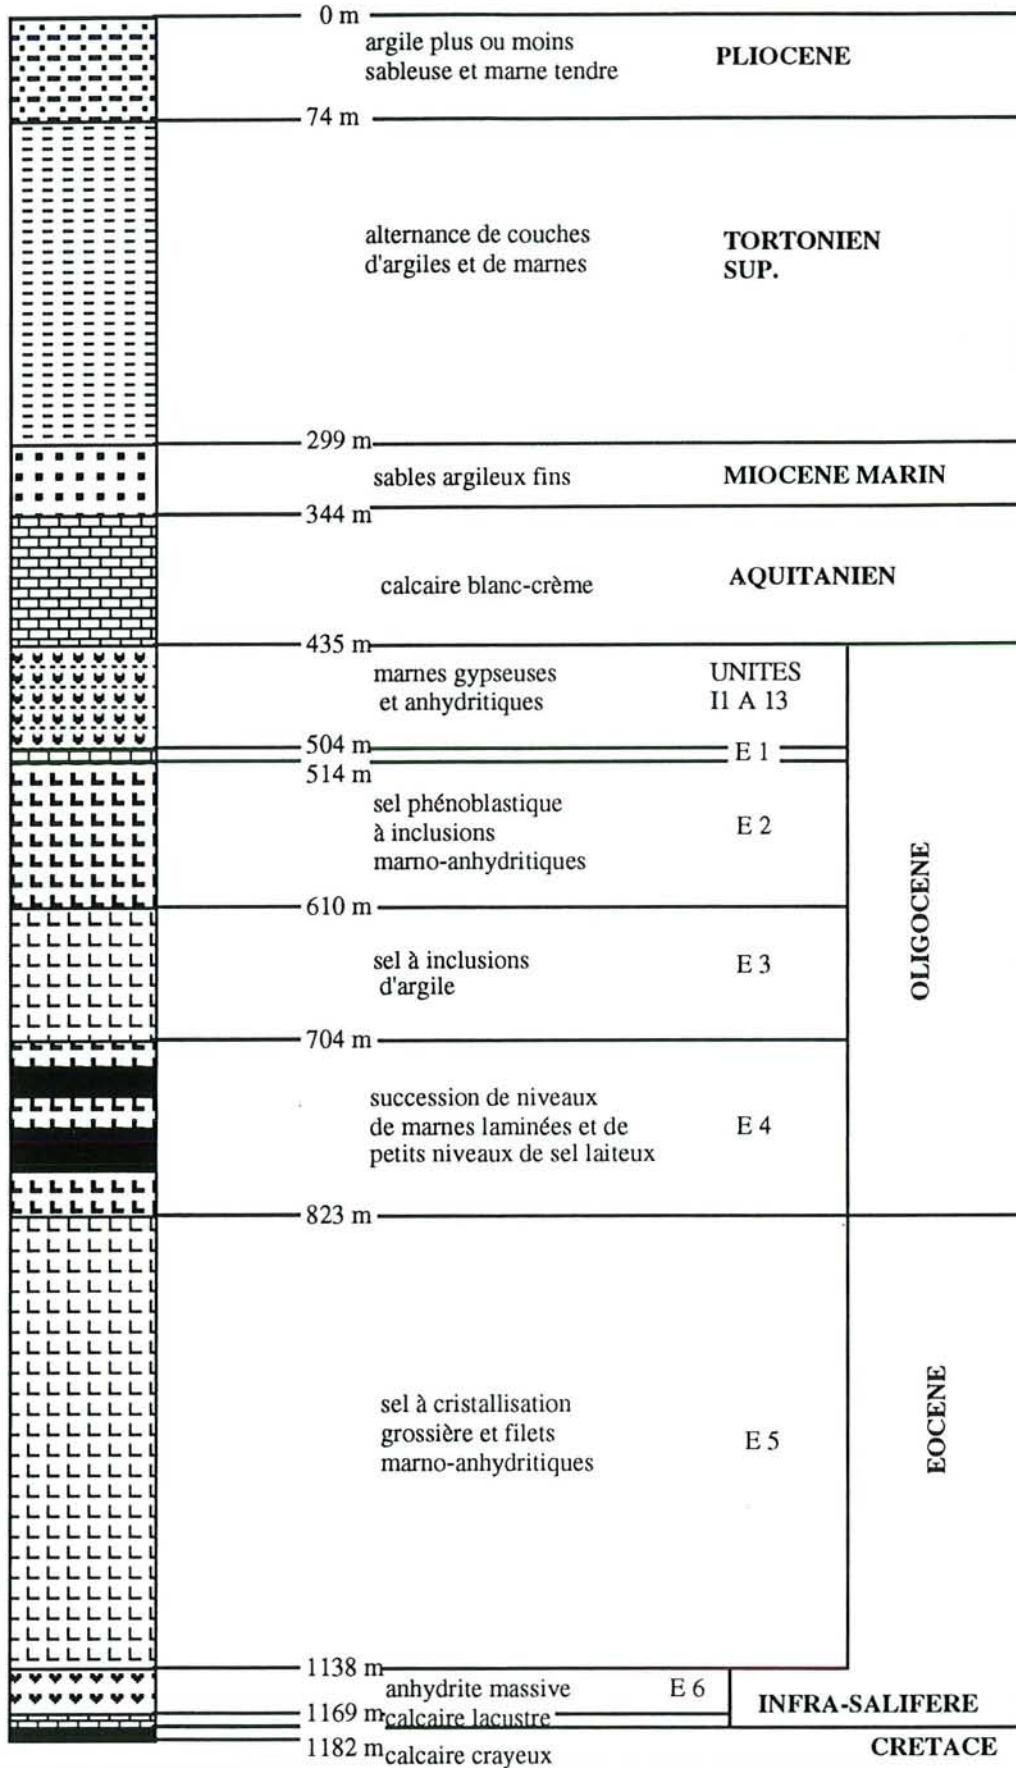 0 m
argile plus ou moins
sableuse et marne tendre
PLIOCENE
74 m
alternance de couches
d'argiles et de marnes
TORTONIEN
SUP.
299 m
sables argileux fins
MIOCENE MARIN
344 m
calcaire blanc-crème
AQUITANIEN
435 m
marnes gypseuses
et anhydritiques
UNITES
I1 A 13
504 m
E 1
514 m
sel phénoblastique
à inclusions
marno-anhydritiques
E 2
610 m
sel à inclusions
d'argile
E 3
OLIGOCENE
704 m
succession de niveaux
de marnes laminées et de
petits niveaux de sel laiteux
E 4
823 m
sel à cristallisation
grossière et filets
marno-anhydritiques
E 5
EOCENE
1138 m
anhydrite massive
E 6
INFRA-SALIFERE
1169 m
calcaire lacustre
1182 m
calcaire crayeux
CRETACE